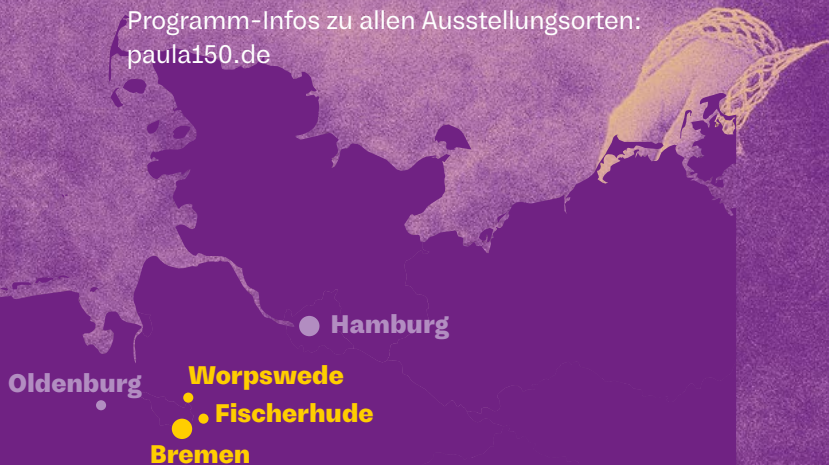 Programm-Infos zu allen Ausstellungsorten:
paula150.de
Hamburg
Worpswede
Oldenburg
Fischerhude
Bremen